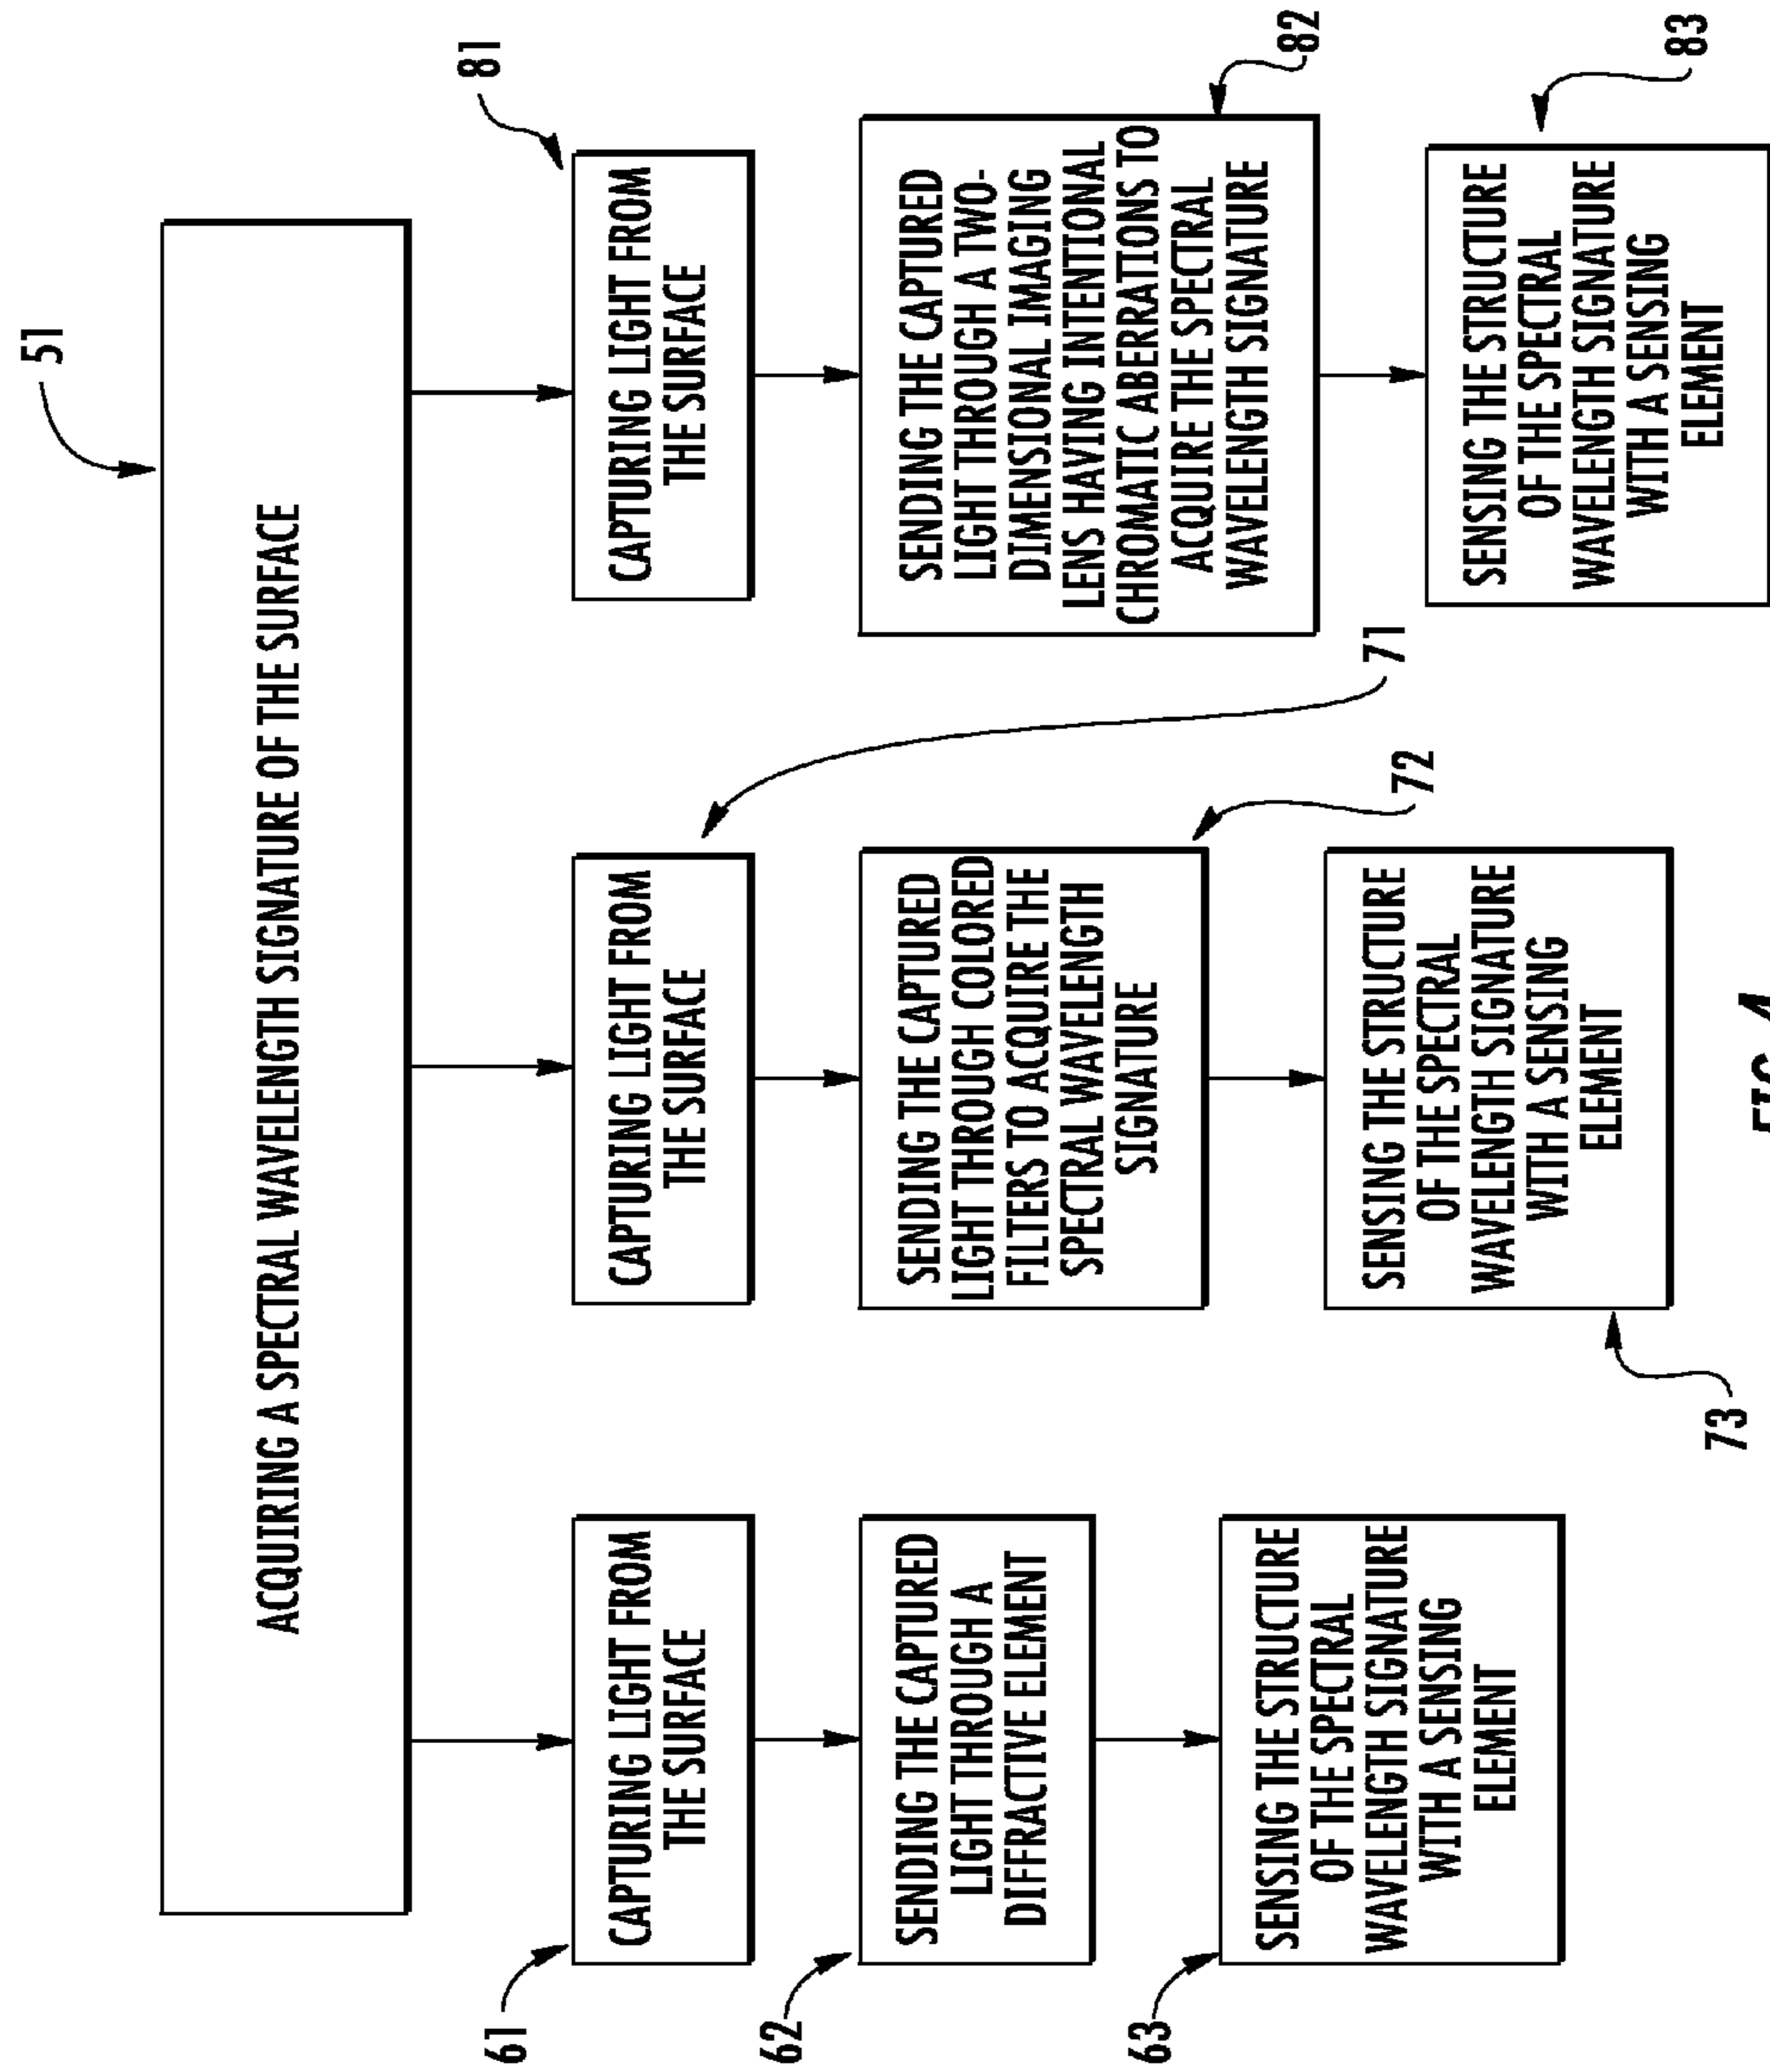 51
ACQUIRING A SPECTRAL WAVELENGTH SIGNATURE OF THE SURFACE
61
CAPTURING LIGHT FROM
THE SURFACE
62
SENDING THE CAPTURED
LIGHT THROUGH A
DIFFRACTIVE ELEMENT
63
SENSING THE STRUCTURE
OF THE SPECTRAL
WAVELENGTH SIGNATURE
WITH A SENSING
ELEMENT
71
CAPTURING LIGHT FROM
THE SURFACE
72
SENDING THE CAPTURED
LIGHT THROUGH COLORED
FILTERS TO ACQUIRE THE
SPECTRAL WAVELENGTH
SIGNATURE
73
SENSING THE STRUCTURE
OF THE SPECTRAL
WAVELENGTH SIGNATURE
WITH A SENSING
ELEMENT
81
CAPTURING LIGHT FROM
THE SURFACE
82
SENDING THE CAPTURED
LIGHT THROUGH A TWO-
DIMENSIONAL IMAGING
LENS HAVING INTENTIONAL
CHROMATIC ABERRATIONS TO
ACQUIRE THE SPECTRAL
WAVELENGTH SIGNATURE
83
SENSING THE STRUCTURE
OF THE SPECTRAL
WAVELENGTH SIGNATURE
WITH A SENSING
ELEMENT